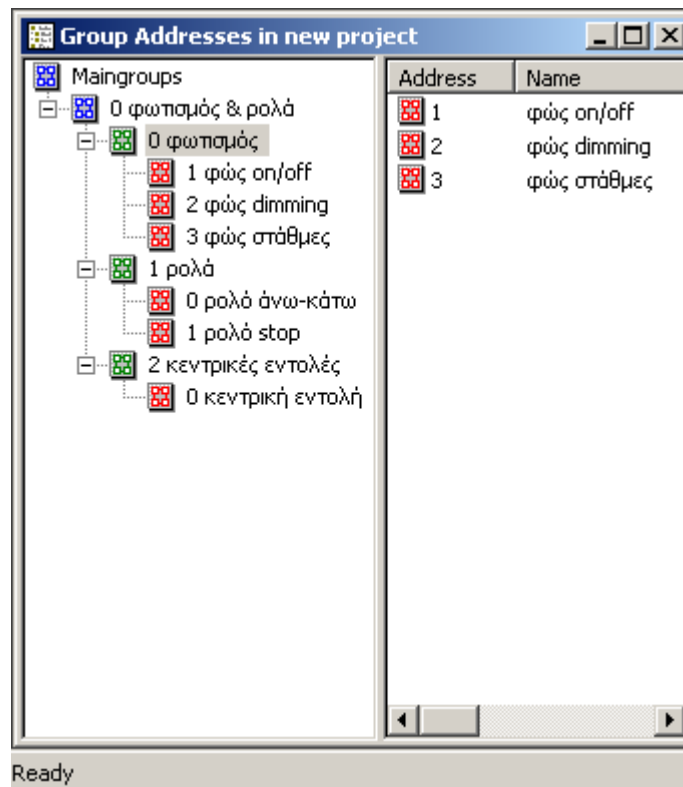 Group Addresses in new project
Maingroups
0 φωτισμός & ρολά
0 φωτισμός
1 φώς on/off
2 φώς dimming
3 φώς στάθμες
1 ρολά
0 ρολό άνω-κάτω
1 ρολό stop
2 κεντρικές εντολές
0 κεντρική εντολή
Address Name
1 φώς on/off
2 φώς dimming
3 φώς στάθμες
Ready